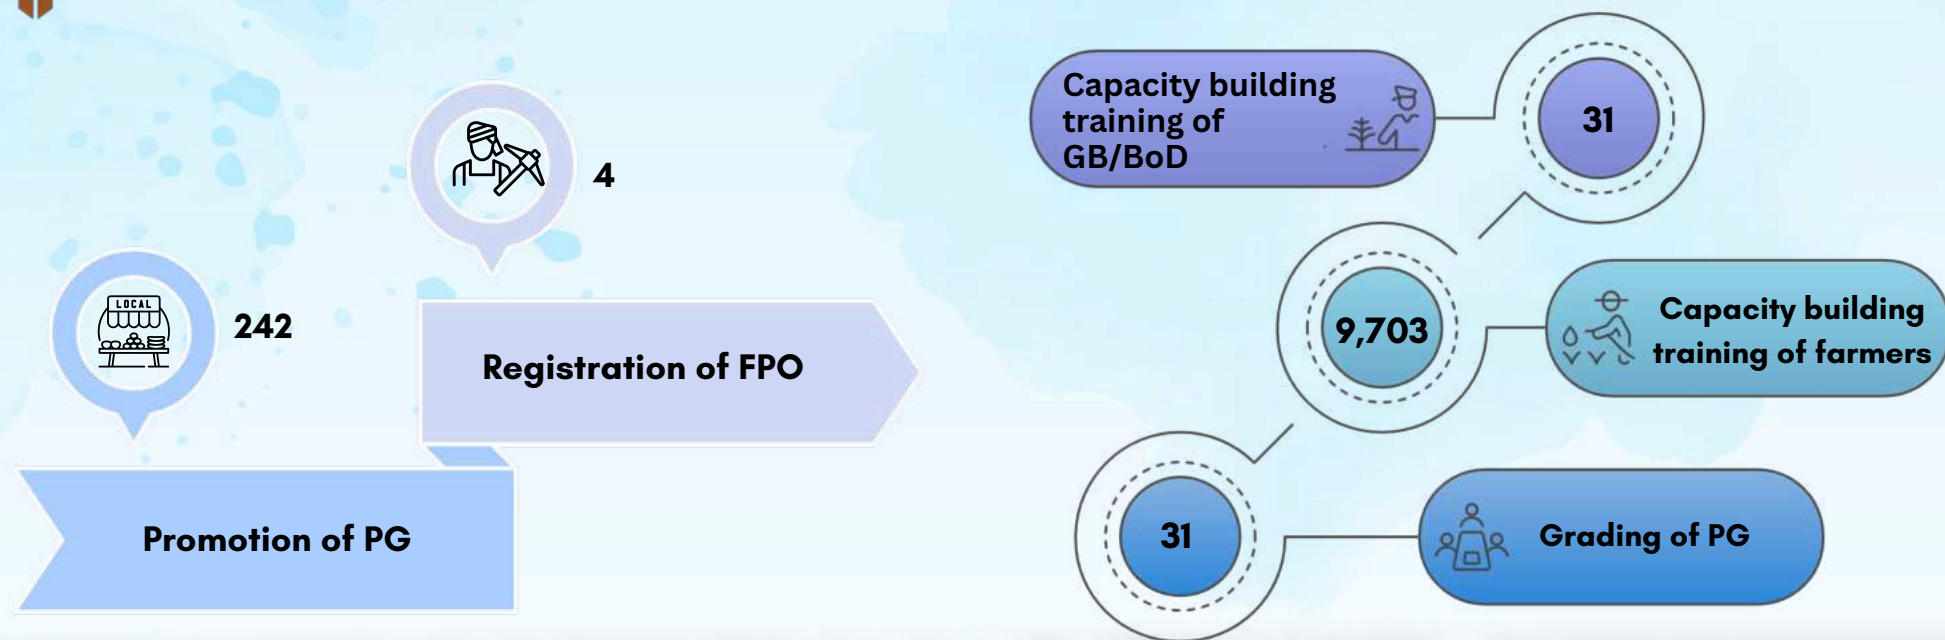 4
LOCAL
242
Registration of FPO
Promotion of PG
Capacity building
training of
GB/BoD
31
9,703
Capacity building
training of farmers
31
Grading of PG